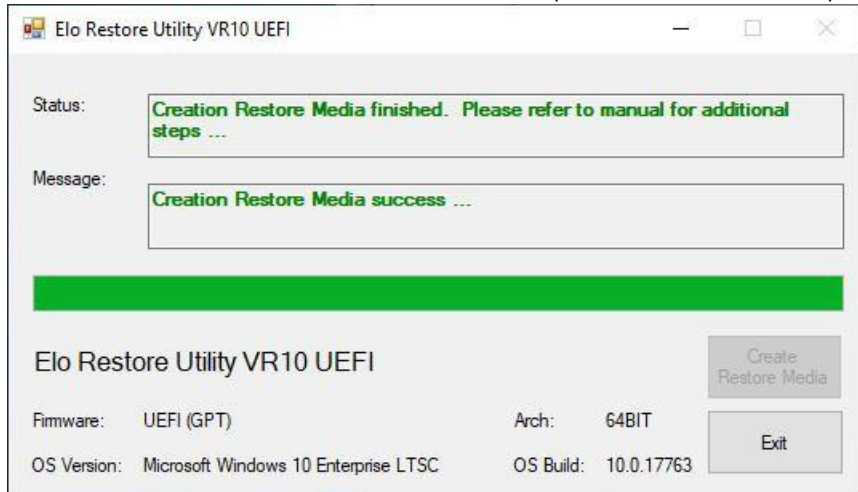 Elo Restore Utility VR10 UEFI
Status:
Creation Restore Media finished. Please refer to manual for additional
steps ...
Message:
Creation Restore Media success ...
Elo Restore Utility VR10 UEFI
Create
Restore Media
Firmware: UEFI (GPT) Arch: 64BIT
Exit
OS Version: Microsoft Windows 10 Enterprise LTSC OS Build: 10.0.17763